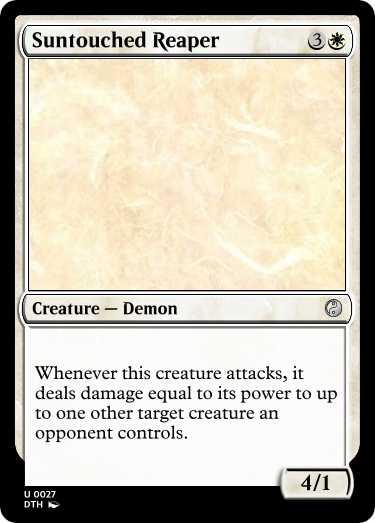 Suntouched Reaper 3
Creature — Demon
Whenever this creature attacks, it
deals damage equal to its power to up
to one other target creature an
opponent controls.
4/1
U 0027
DTH